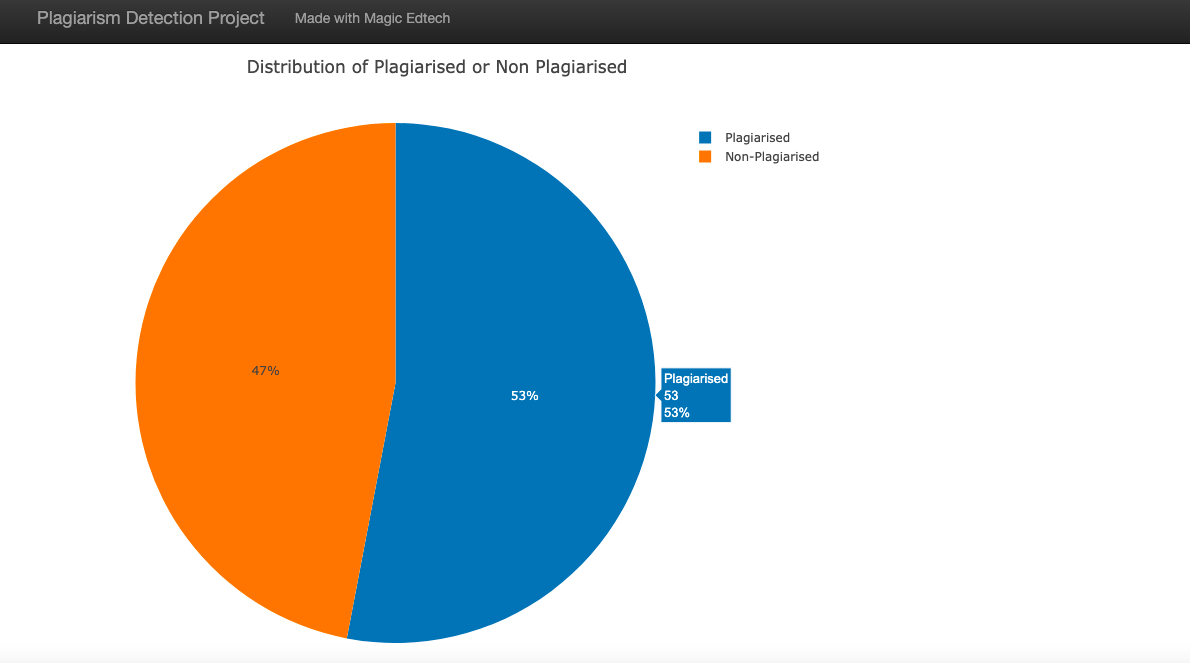 Plagiarism Detection Project Made with Magic Edtech
Distribution of Plagiarised or Non Plagiarised
Plagiarised
Non-Plagiarised
47%
53%
Plagiarised
53
53%